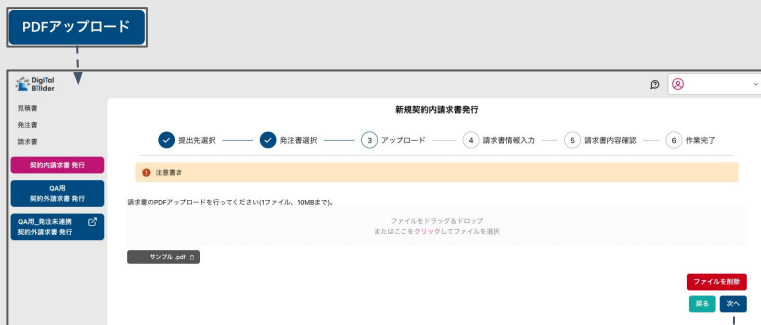 PDFアップロード
DigiTal
Billder
見積書
発注書
請求書
契約内請求書 発行
QA用
契約外請求書 発行
QA用_発注未連携
契約外請求書 発行
新規契約内請求書発行
提出先選択
発注書選択
3 アップロード
4 請求書情報入力
5 請求書内容確認
6 作業完了
注意書き
請求書のPDFアップロードを行ってください(1ファイル、10MBまで)。
ファイルをドラッグ&ドロップ
またはここをクリックしてファイルを選択
サンプル .pdf
ファイルを削除
戻る
次へ